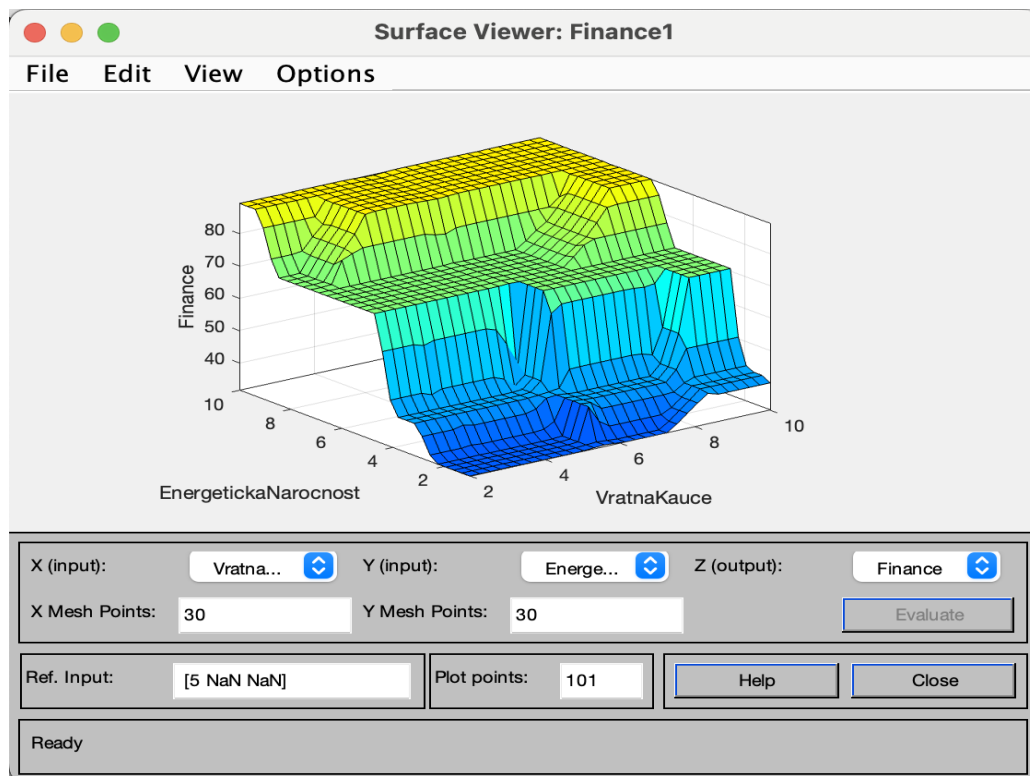 Surface Viewer: Finance1
File Edit View Options
80
70
60
50
40
Finance
10
8
6
4
2
EnergetickaNarocnost
2
4
6
8
10
VratnaKauce
X (input): Vratna... Y (input): Energe... Z (output): Finance
X Mesh Points: 30 Y Mesh Points: 30 Evaluate
Ref. Input: [5 NaN NaN] Plot points: 101 Help Close
Ready